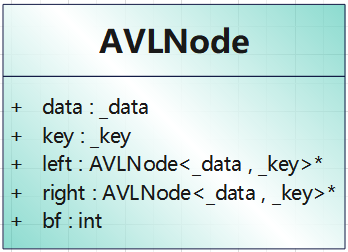 AVLNode
+ data : _data
+ key : _key
+ left : AVLNode<_data , _key>*
+ right : AVLNode<_data , _key>*
+ bf : int